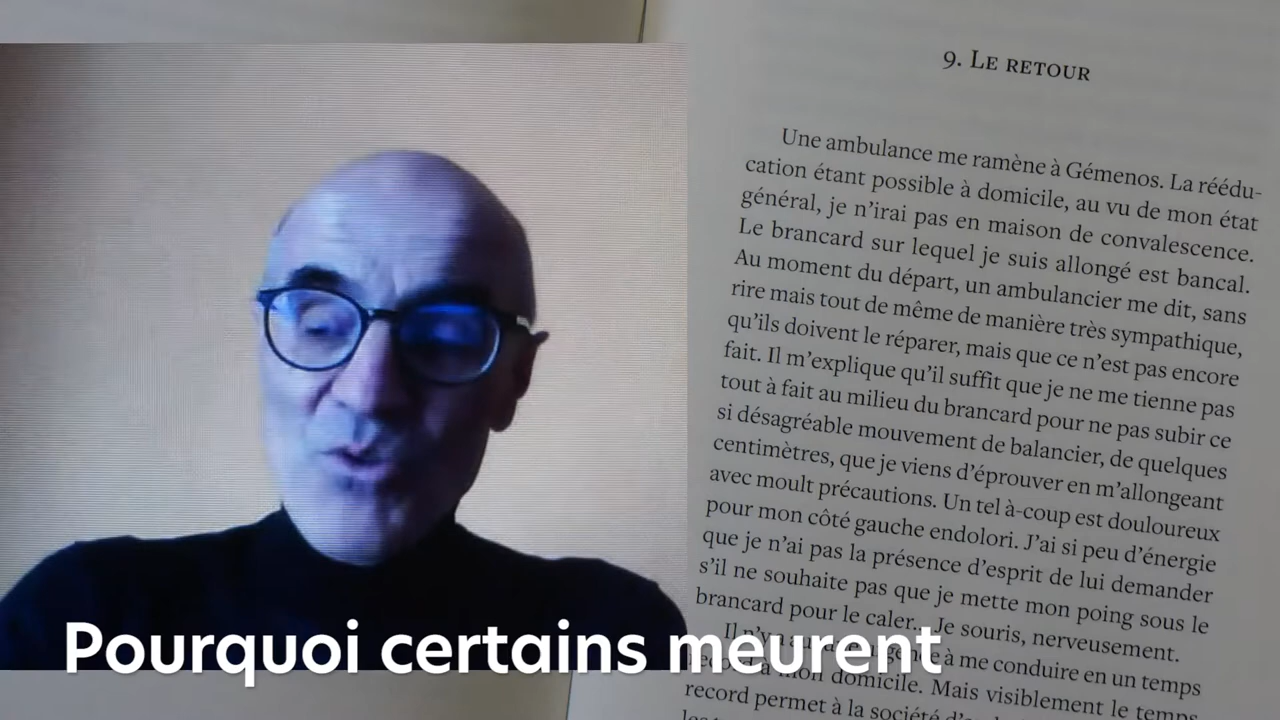 9. Le retour
Une ambulance me ramène à Gémenos. La réédu-
cation étant possible à domicile, au vu de mon état
général, je n’irai pas en maison de convalescence.
Le brancard sur lequel je suis allongé est bancal.
Au moment du départ, un ambulancier me dit, sans
rire mais tout de même de manière très sympathique,
qu’ils doivent le réparer, mais que ce n’est pas encore
fait. Il m’explique qu’il suffit que je ne me tienne pas
tout à fait au milieu du brancard pour ne pas subir ce
si désagréable mouvement de balancier, de quelques
centimètres, que je viens d’éprouver en m’allongeant
avec moult précautions. Un tel à-coup est douloureux
pour mon côté gauche endolori. J’ai si peu d’énergie
que je n’ai pas la présence d’esprit de lui demander
s’il ne souhaite pas que je mette mon poing sous le
brancard pour le caler... Je souris, nerveusement.
à me conduire en un temps
mon domicile. Mais visiblement le temps
record permet à la société
Pourquoi certains meurent